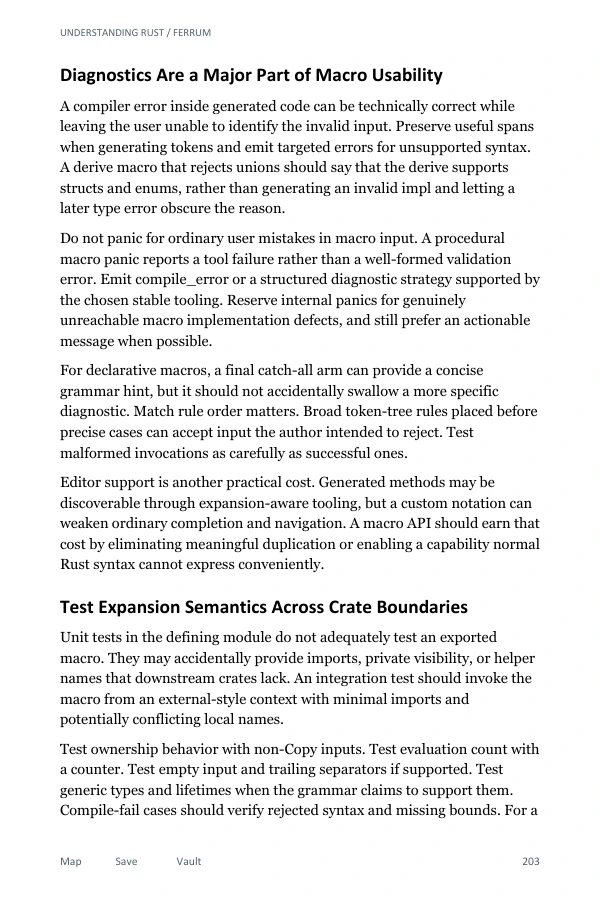 UNDERSTANDING RUST / FERRUM
Diagnostics Are a Major Part of Macro Usability
A compiler error inside generated code can be technically correct while
leaving the user unable to identify the invalid input. Preserve useful spans
when generating tokens and emit targeted errors for unsupported syntax.
A derive macro that rejects unions should say that the derive supports
structs and enums, rather than generating an invalid impl and letting a
later type error obscure the reason.
Do not panic for ordinary user mistakes in macro input. A procedural
macro panic reports a tool failure rather than a well-formed validation
error. Emit compile_error or a structured diagnostic strategy supported by
the chosen stable tooling. Reserve internal panics for genuinely
unreachable macro implementation defects, and still prefer an actionable
message when possible.
For declarative macros, a final catch-all arm can provide a concise
grammar hint, but it should not accidentally swallow a more specific
diagnostic. Match rule order matters. Broad token-tree rules placed before
precise cases can accept input the author intended to reject. Test
malformed invocations as carefully as successful ones.
Editor support is another practical cost. Generated methods may be
discoverable through expansion-aware tooling, but a custom notation can
weaken ordinary completion and navigation. A macro API should earn that
cost by eliminating meaningful duplication or enabling a capability normal
Rust syntax cannot express conveniently.
Test Expansion Semantics Across Crate Boundaries
Unit tests in the defining module do not adequately test an exported
macro. They may accidentally provide imports, private visibility, or helper
names that downstream crates lack. An integration test should invoke the
macro from an external-style context with minimal imports and
potentially conflicting local names.
Test ownership behavior with non-Copy inputs. Test evaluation count with
a counter. Test empty input and trailing separators if supported. Test
generic types and lifetimes when the grammar claims to support them.
Compile-fail cases should verify rejected syntax and missing bounds. For a
Map Save Vault 203